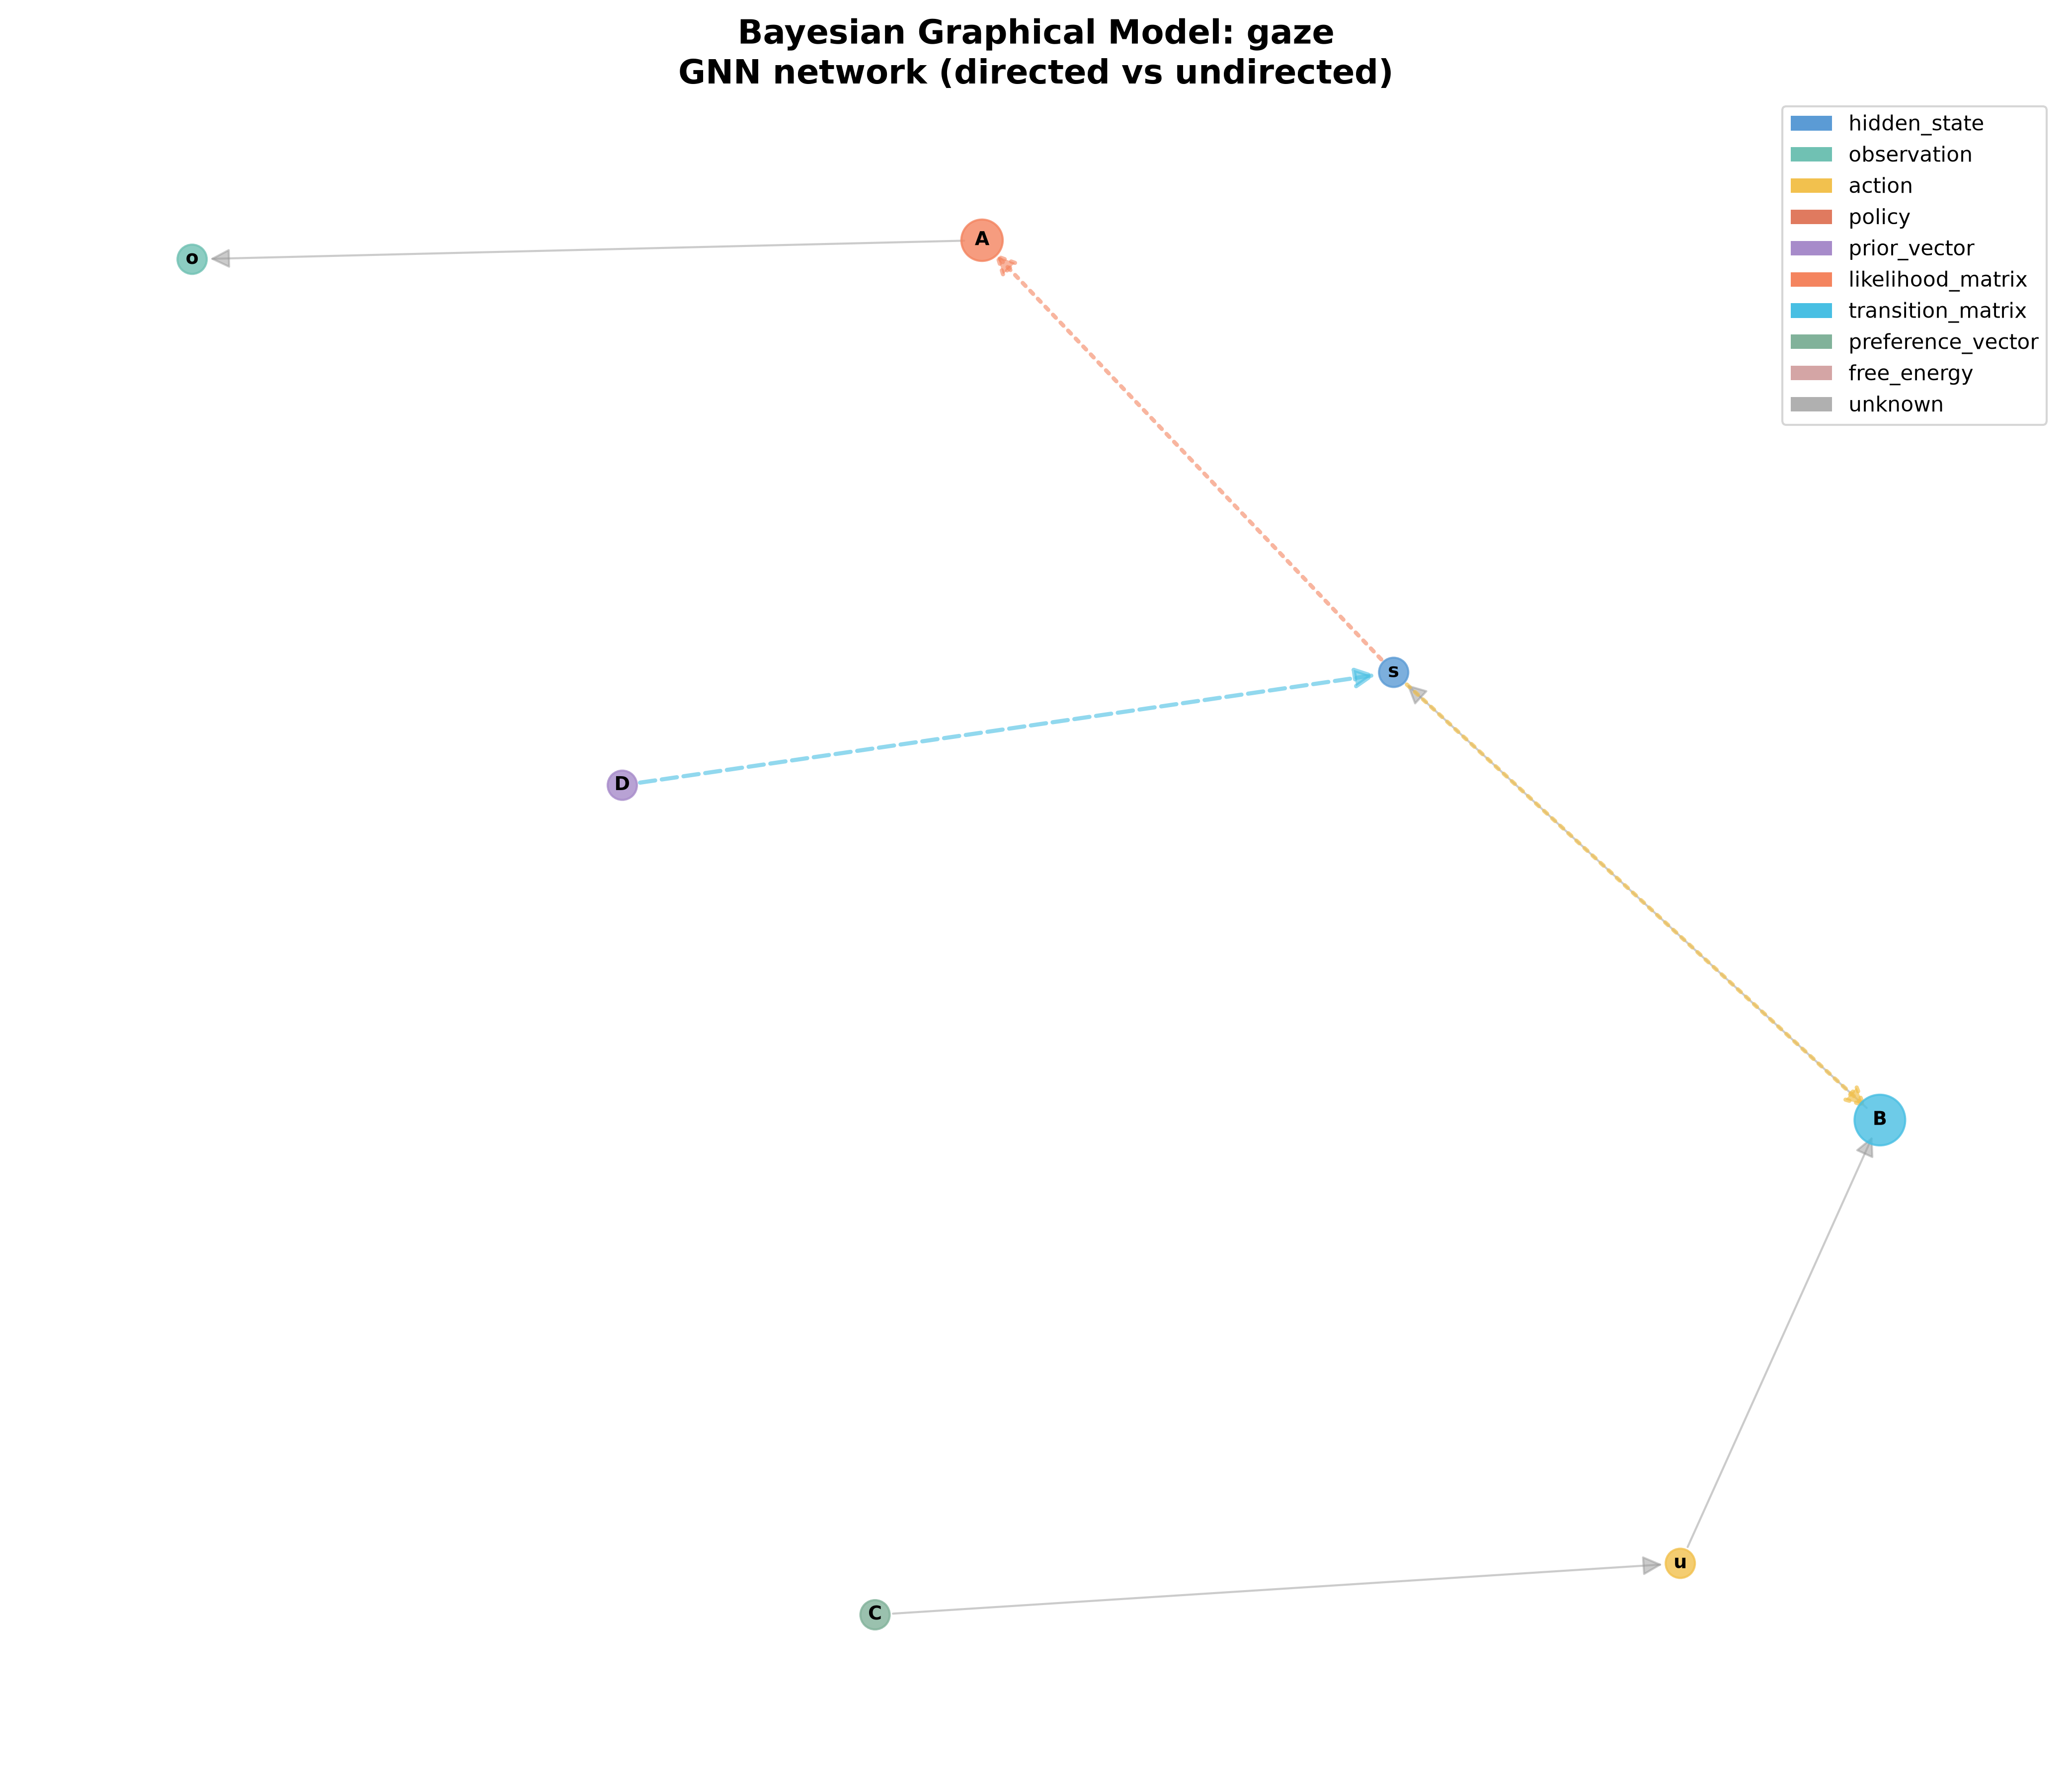 Bayesian Graphical Model: gaze
GNN network (directed vs undirected)
hidden_state
observation
action
policy
prior_vector
likelihood_matrix
transition_matrix
preference_vector
free_energy
unknown
A
o
s
D
B
u
C